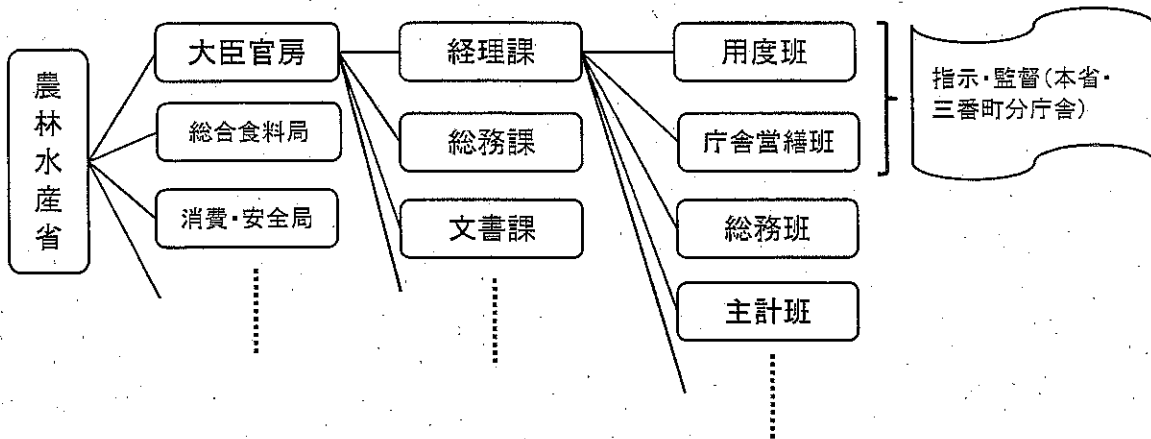 農林水産省
大臣官房
総合食料局
消費・安全局
経理課
総務課
文書課
用度班
庁舎営繕班
総務班
主計班
指示・監督(本省・
三番町分庁舎)